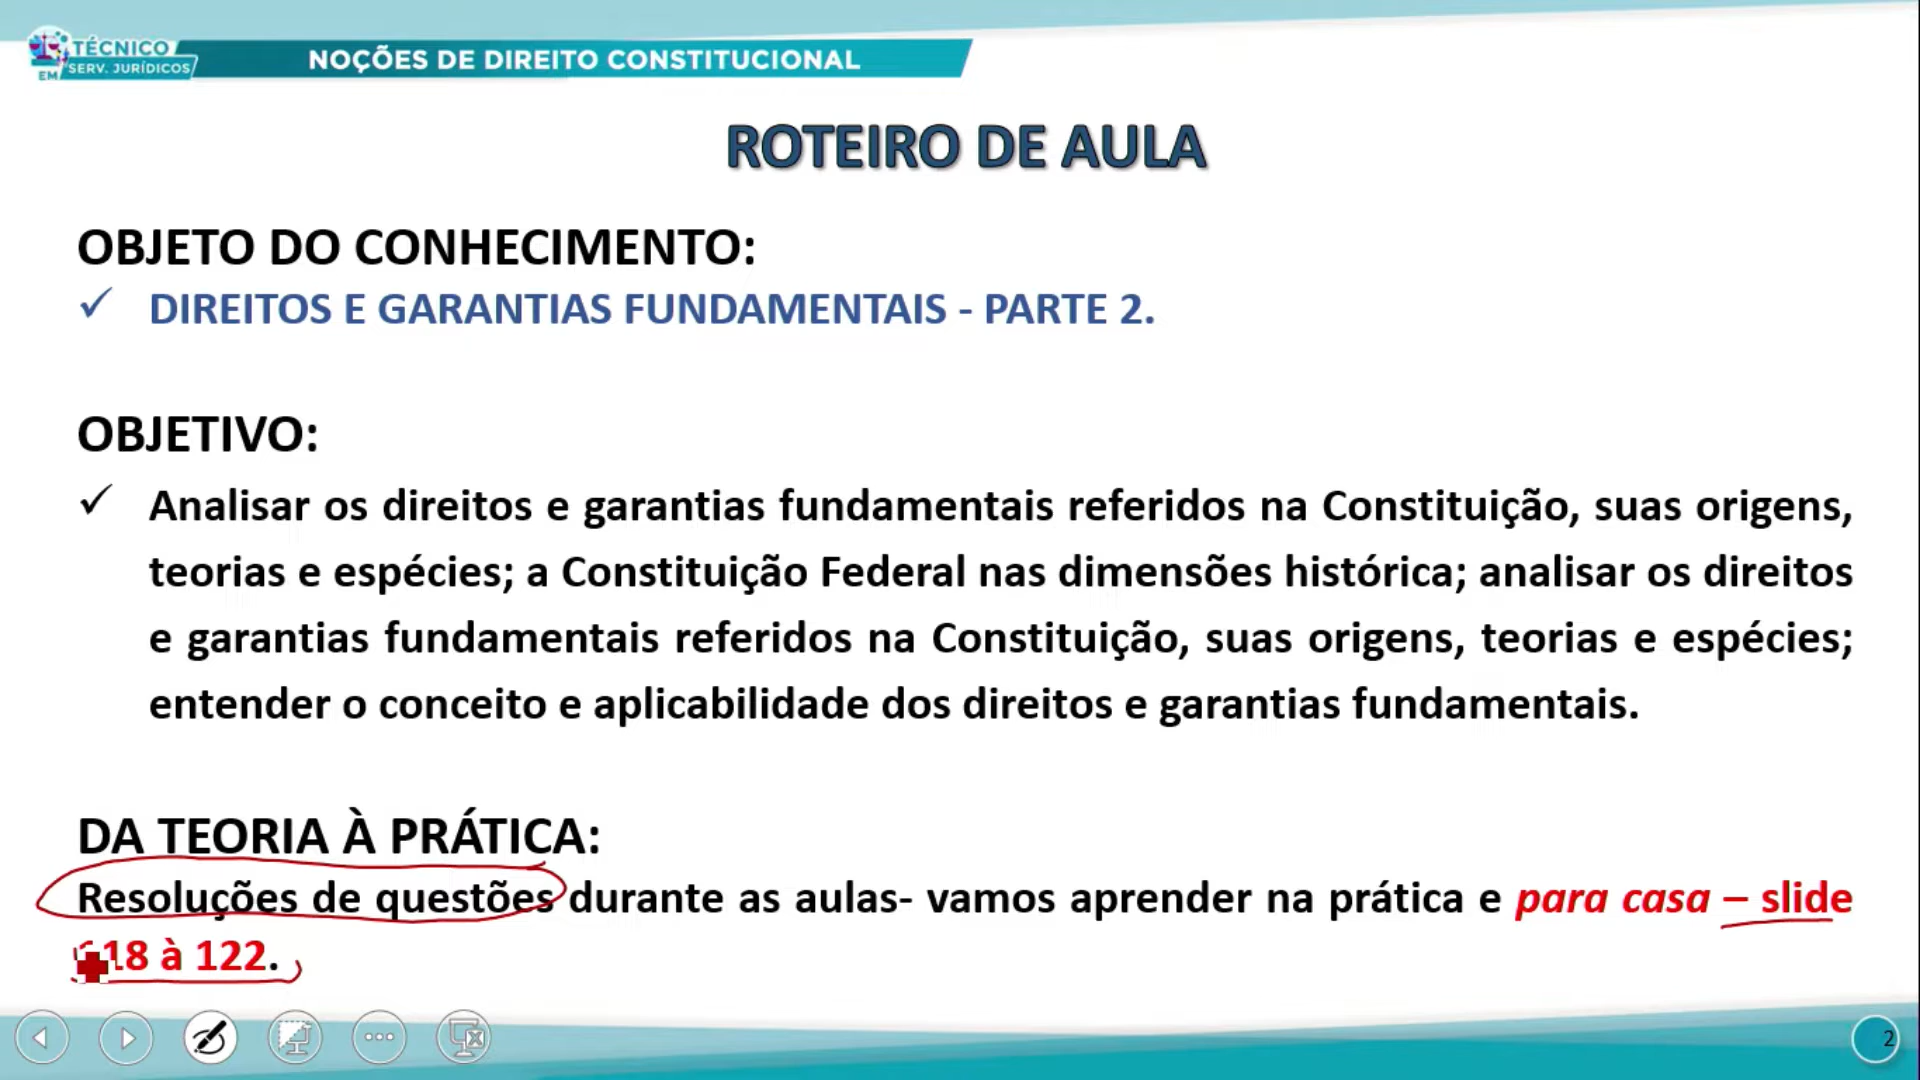 TÉCNICO
EM SERV. JURÍDICOS
NOÇÕES DE DIREITO CONSTITUCIONAL
ROTEIRO DE AULA
OBJETO DO CONHECIMENTO:
✓ DIREITOS E GARANTIAS FUNDAMENTAIS - PARTE 2.
OBJETIVO:
✓ Analisar os direitos e garantias fundamentais referidos na Constituição, suas origens,
teorias e espécies; a Constituição Federal nas dimensões histórica; analisar os direitos
e garantias fundamentais referidos na Constituição, suas origens, teorias e espécies;
entender o conceito e aplicabilidade dos direitos e garantias fundamentais.
DA TEORIA À PRÁTICA:
Resoluções de questões durante as aulas- vamos aprender na prática e para casa – slide
118 à 122.
2